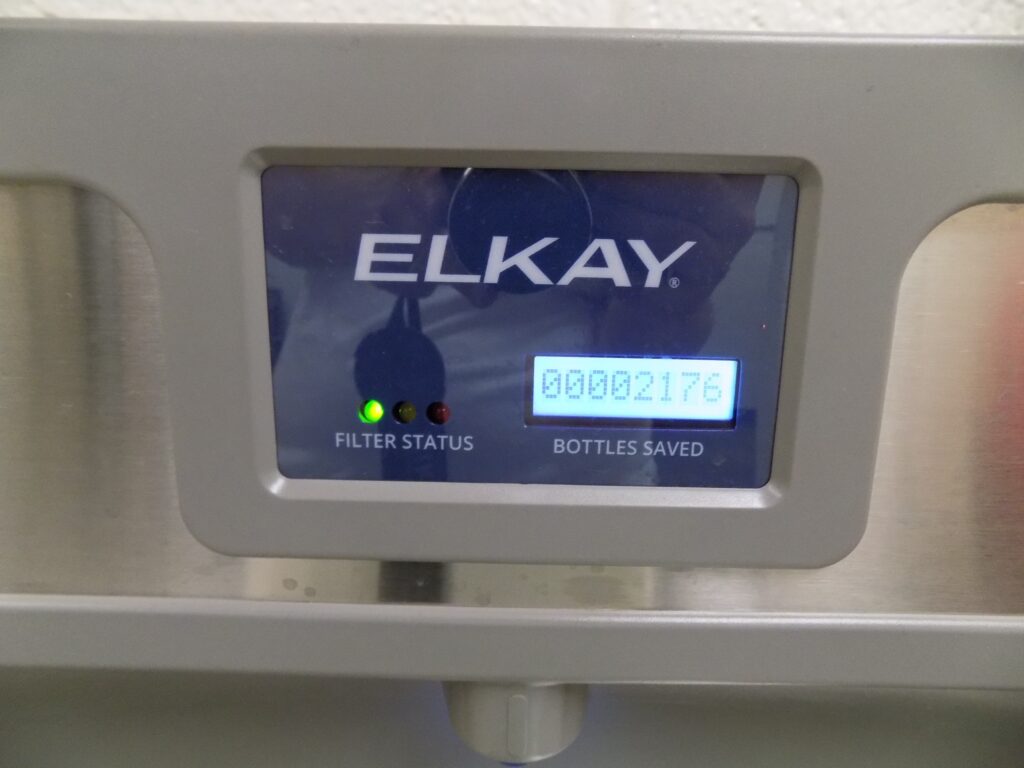 ELKAY®
00002176
FILTER STATUS
BOTTLES SAVED